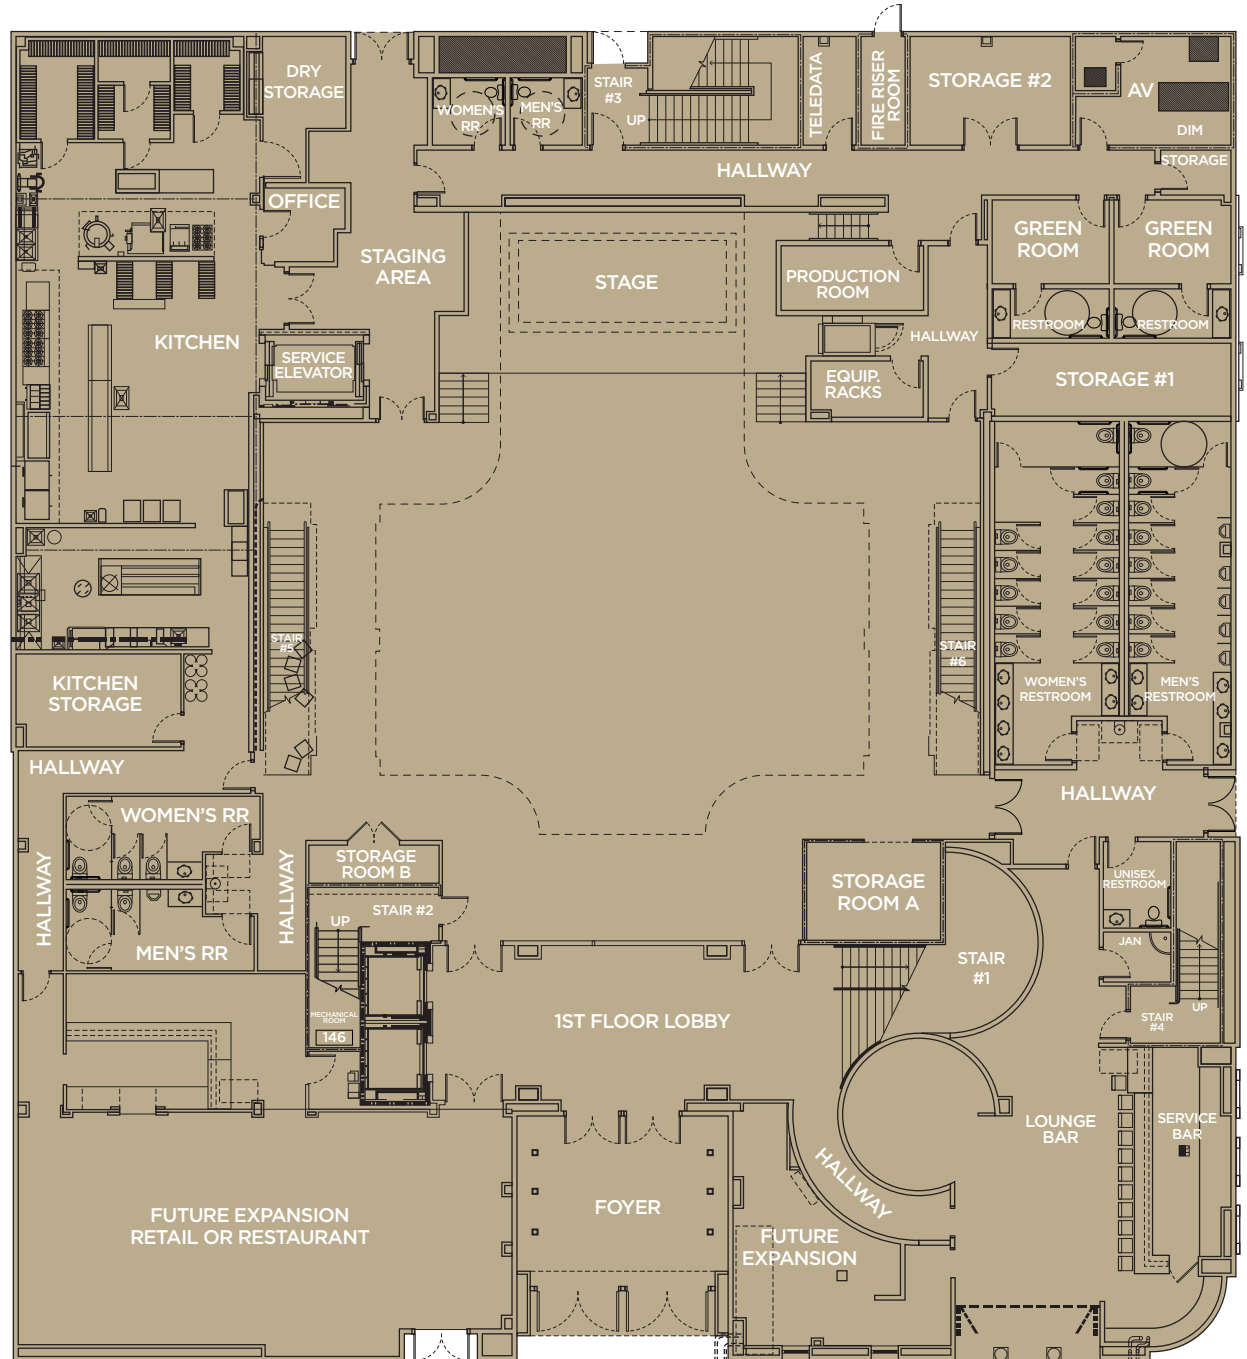 DRY
STORAGE
WOMEN'S
RR
MEN'S
RR
STAIR
#3
UP
TELEDATA
FIRE RISER
ROOM
STORAGE #2
AV
DIM
STORAGE
HALLWAY
OFFICE
STAGING
AREA
STAGE
GREEN
ROOM
GREEN
ROOM
PRODUCTION
ROOM
RESTROOM
RESTROOM
HALLWAY
KITCHEN
SERVICE
ELEVATOR
EQUIP.
RACKS
STORAGE #1
STAIR
#5
STAIR
#6
KITCHEN
STORAGE
WOMEN'S
RESTROOM
MEN'S
RESTROOM
HALLWAY
HALLWAY
WOMEN'S RR
HALLWAY
HALLWAY
STORAGE
ROOM B
STORAGE
ROOM A
UNISEX
RESTROOM
STAIR #2
UP
MEN'S RR
JAN
STAIR
#1
MECHANICAL
ROOM
146
1ST FLOOR LOBBY
UP
STAIR
#4
LOUNGE
BAR
SERVICE
BAR
HALLWAY
FOYER
FUTURE EXPANSION
RETAIL OR RESTAURANT
FUTURE
EXPANSION